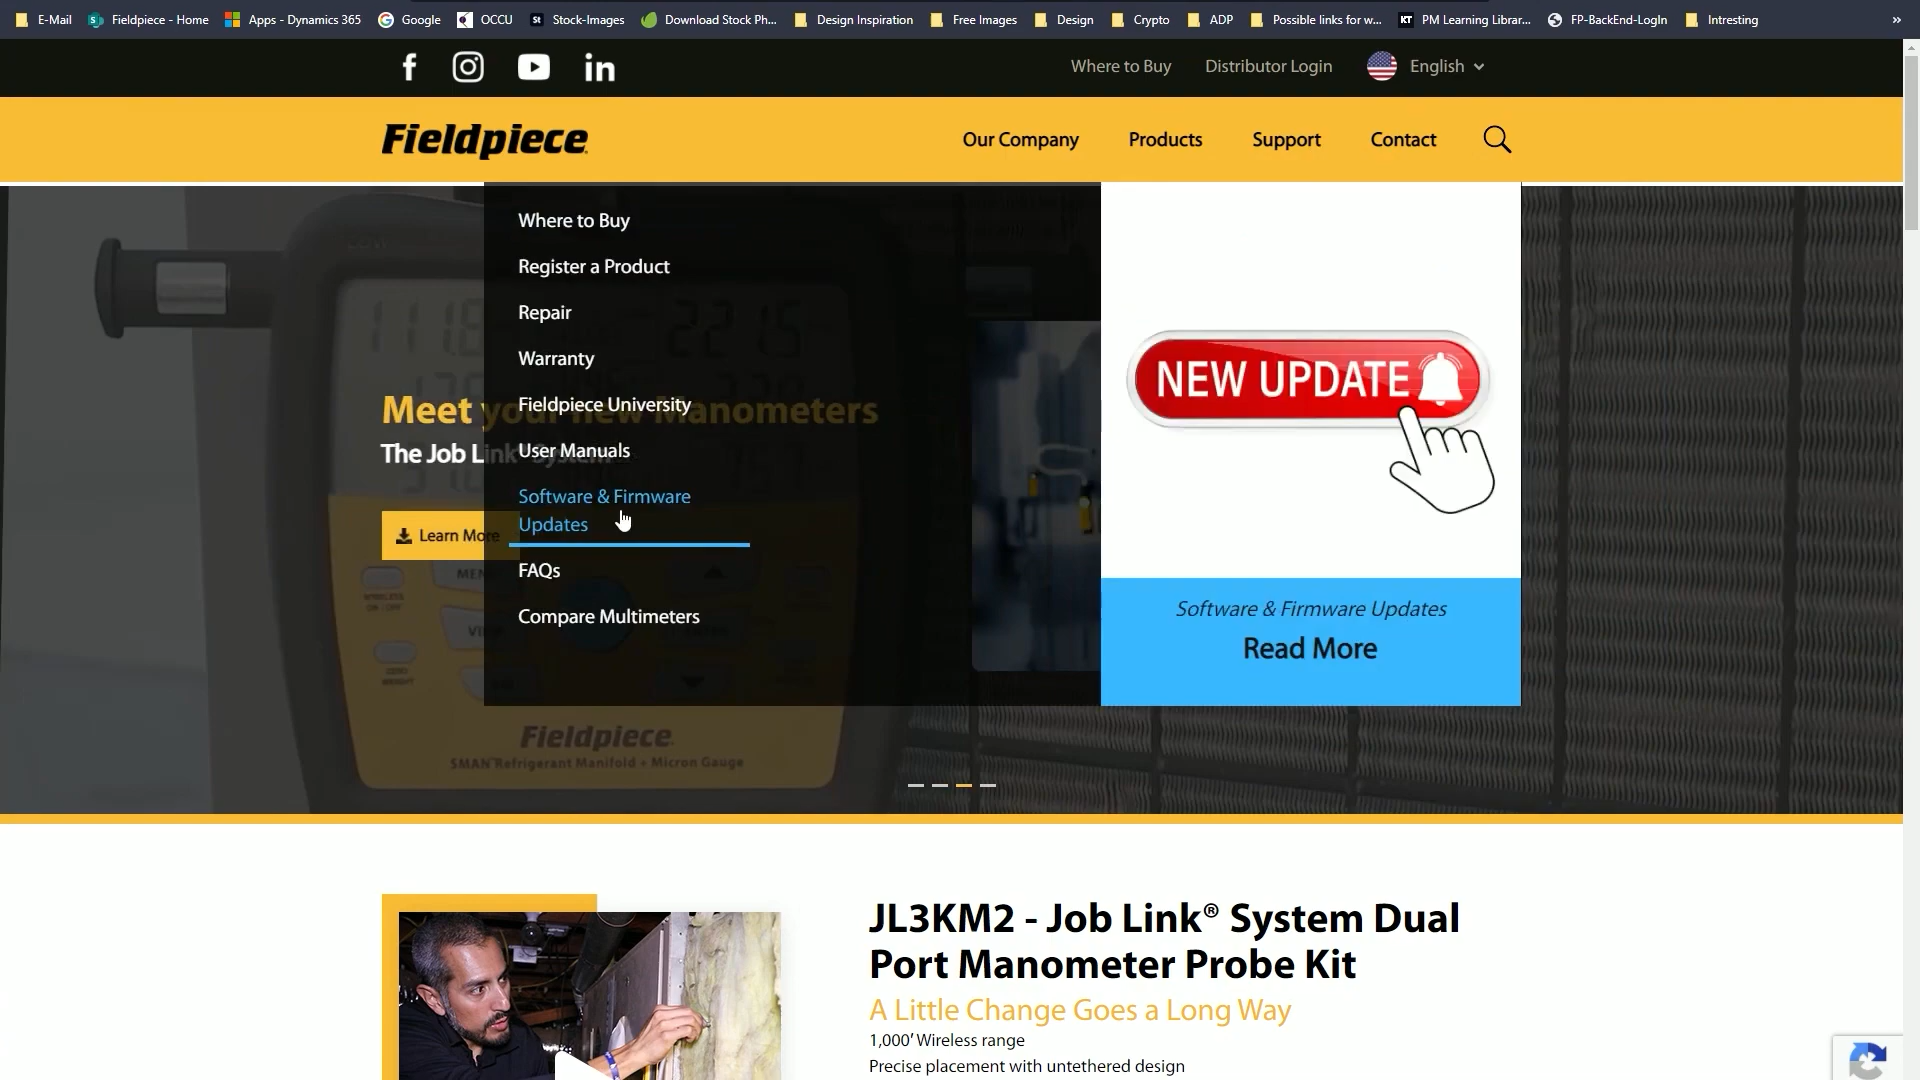 E-Mail Fieldpiece - Home Apps - Dynamics 365 Google OCCU Stock-Images Download Stock Ph... Design Inspiration Free Images Design Crypto ADP Possible links for w... PM Learning Librar... FP-BackEnd-LogIn Intresting »
Where to Buy Distributor Login English
Fieldpiece Our Company Products Support Contact
Where to Buy
Register a Product
Repair
Warranty
Fieldpiece University
User Manuals
Software & Firmware
Updates
FAQs
Compare Multimeters
Meet your new Manometers
The Job Link® System
Learn More
NEW UPDATE
Software & Firmware Updates
Read More
Fieldpiece
SMAN Refrigerant Manifold + Micron Gauge
JL3KM2 - Job Link® System Dual
Port Manometer Probe Kit
A Little Change Goes a Long Way
1,000' Wireless range
Precise placement with untethered design